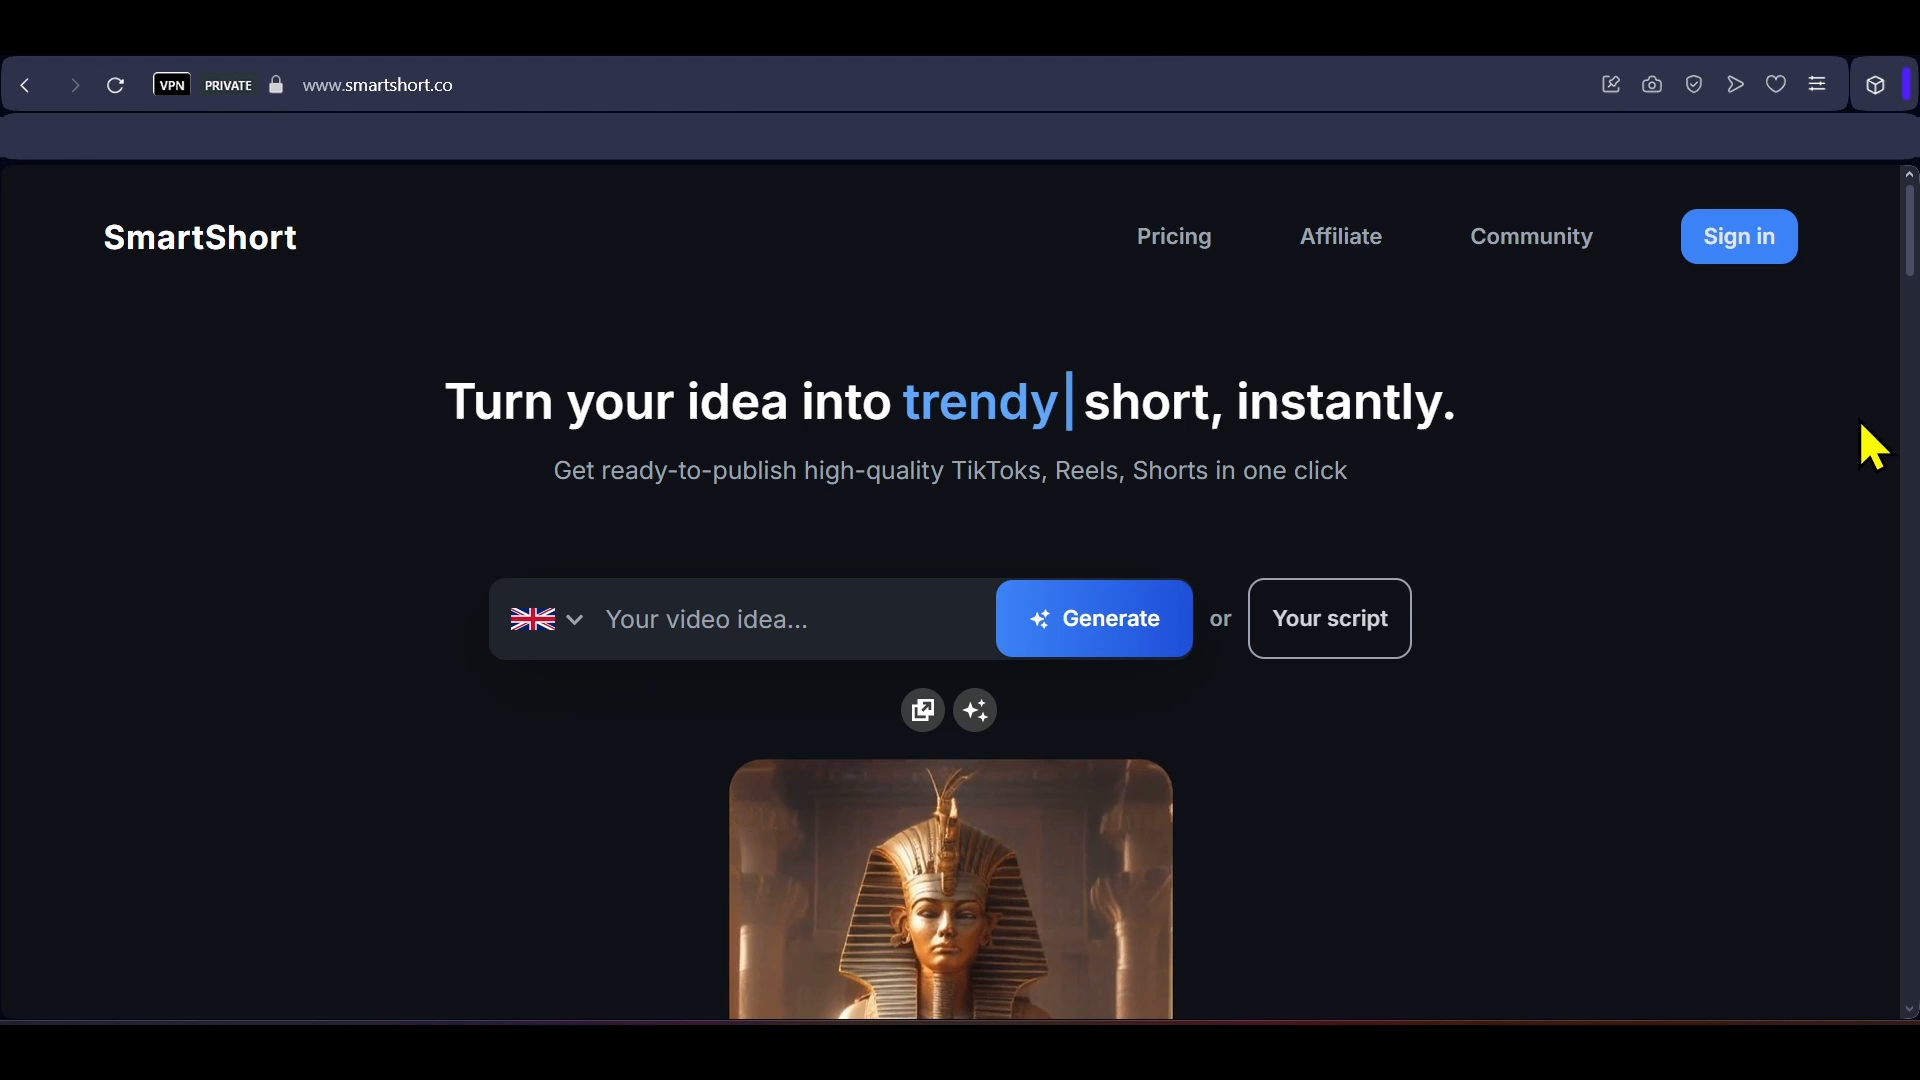 VPN PRIVATE www.smartshort.co
SmartShort
Pricing Affiliate Community Sign in
Turn your idea into trendy| short, instantly.
Get ready-to-publish high-quality TikToks, Reels, Shorts in one click
Your video idea... Generate or Your script